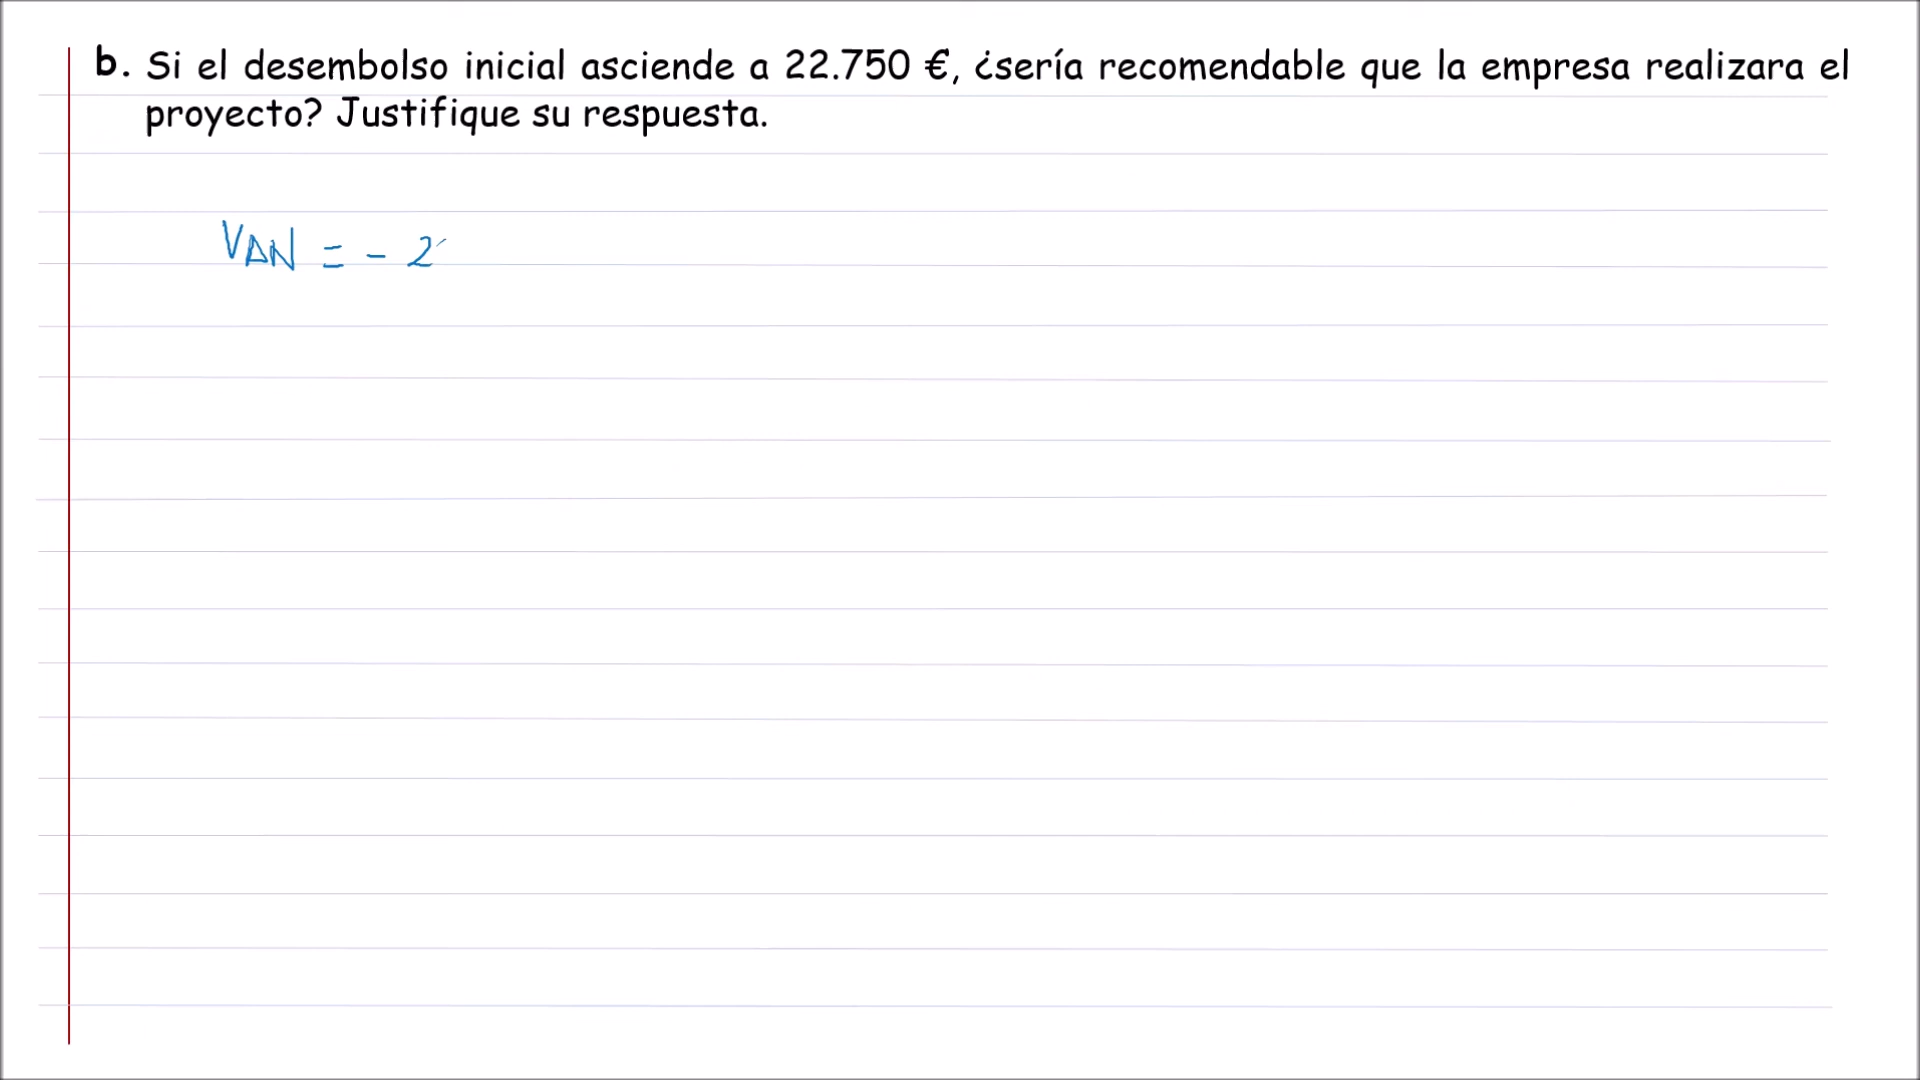 b. Si el desembolso inicial asciende a 22.750 €, ¿sería recomendable que la empresa realizara el
proyecto? Justifique su respuesta.
VAN = - 2